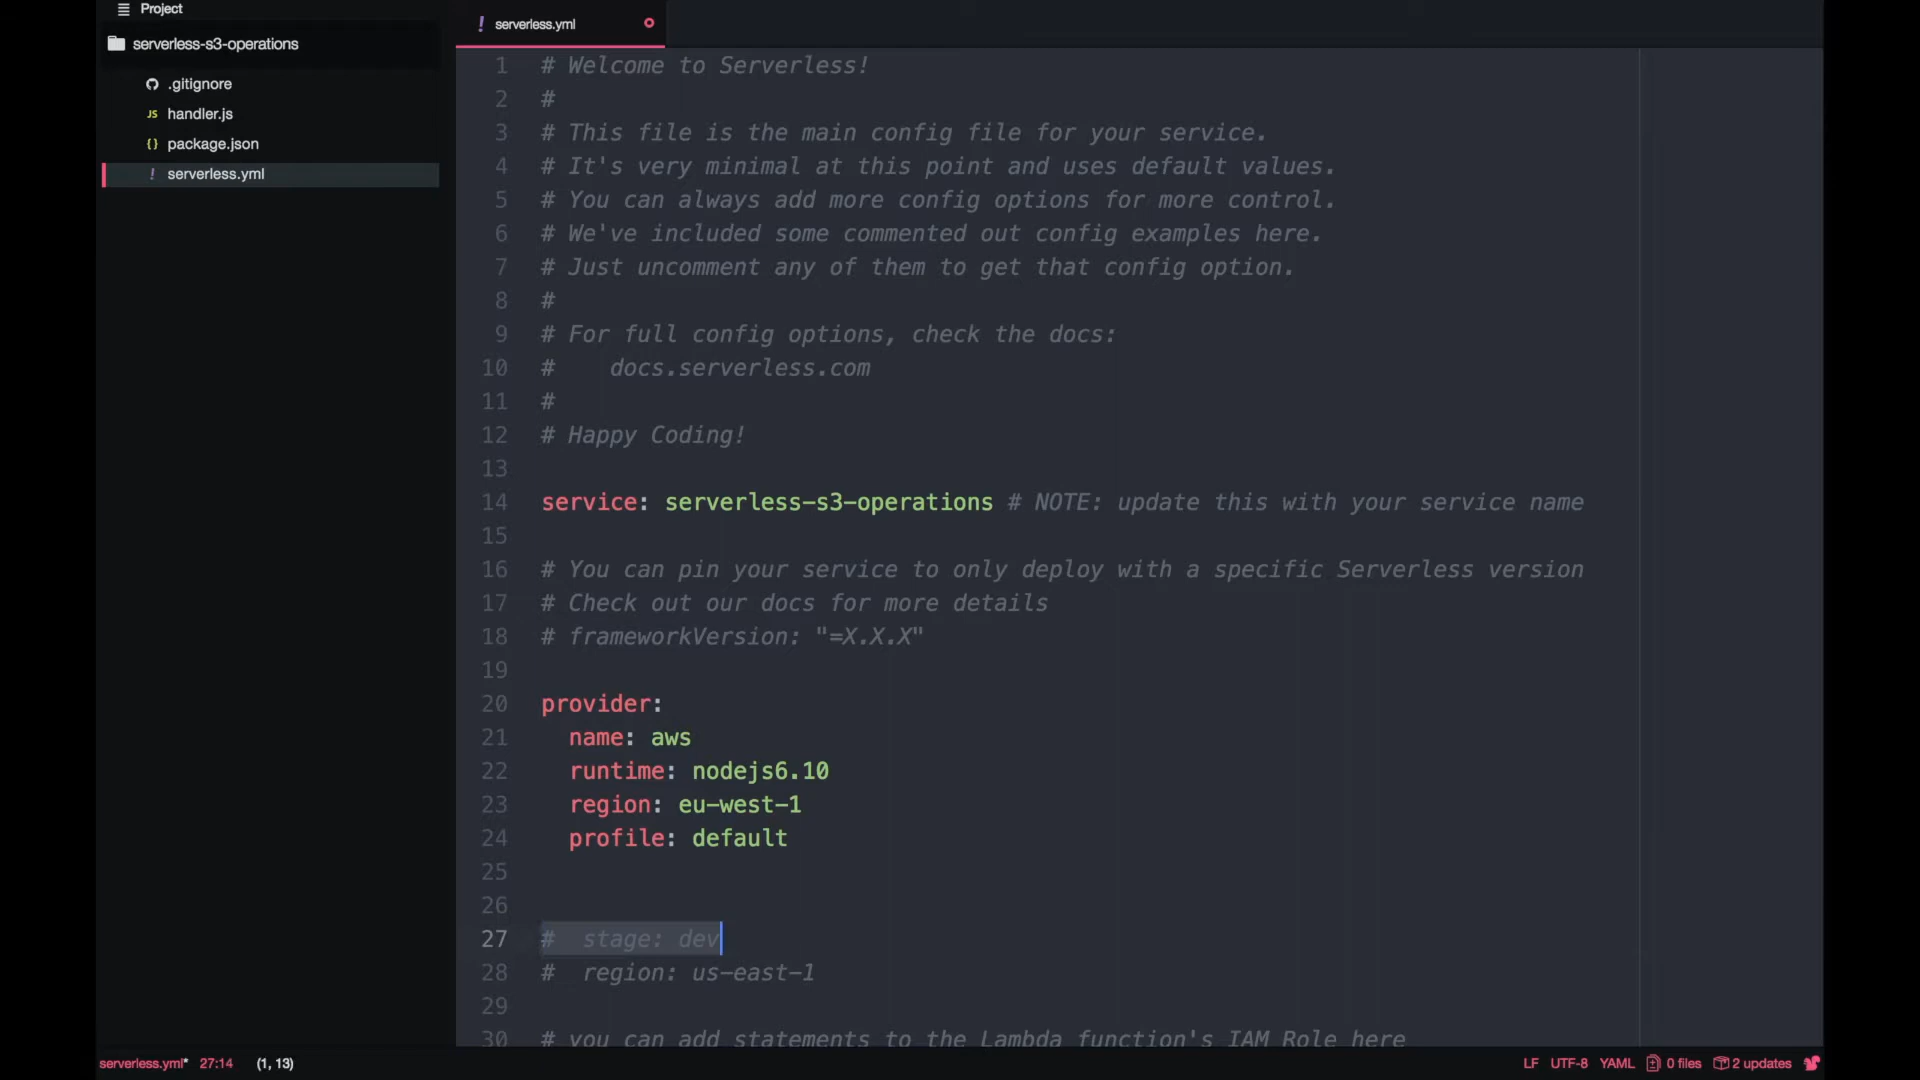 Project
serverless-s3-operations
.gitignore
JS handler.js
{} package.json
! serverless.yml
! serverless.yml
1 # Welcome to Serverless!
2 #
3 # This file is the main config file for your service.
4 # It's very minimal at this point and uses default values.
5 # You can always add more config options for more control.
6 # We've included some commented out config examples here.
7 # Just uncomment any of them to get that config option.
8 #
9 # For full config options, check the docs:
10 #    docs.serverless.com
11 #
12 # Happy Coding!
13
14 service: serverless-s3-operations # NOTE: update this with your service name
15
16 # You can pin your service to only deploy with a specific Serverless version
17 # Check out our docs for more details
18 # frameworkVersion: "=X.X.X"
19
20 provider:
21   name: aws
22   runtime: nodejs6.10
23   region: eu-west-1
24   profile: default
25
26
27 #  stage: dev
28 #  region: us-east-1
29
30 # you can add statements to the Lambda function's IAM Role here
serverless.yml* 27:14 (1, 13) LF UTF-8 YAML 0 files 2 updates